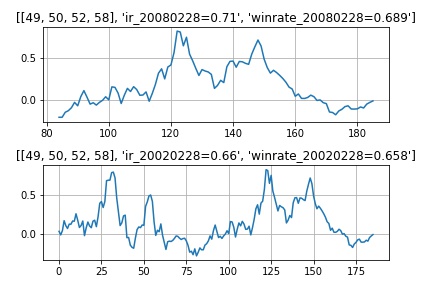 [[49, 50, 52, 58], 'ir_20080228=0.71', 'winrate_20080228=0.689']
0.5
0.0
80 100 120 140 160 180
[[49, 50, 52, 58], 'ir_20020228=0.66', 'winrate_20020228=0.658']
0.5
0.0
0 25 50 75 100 125 150 175